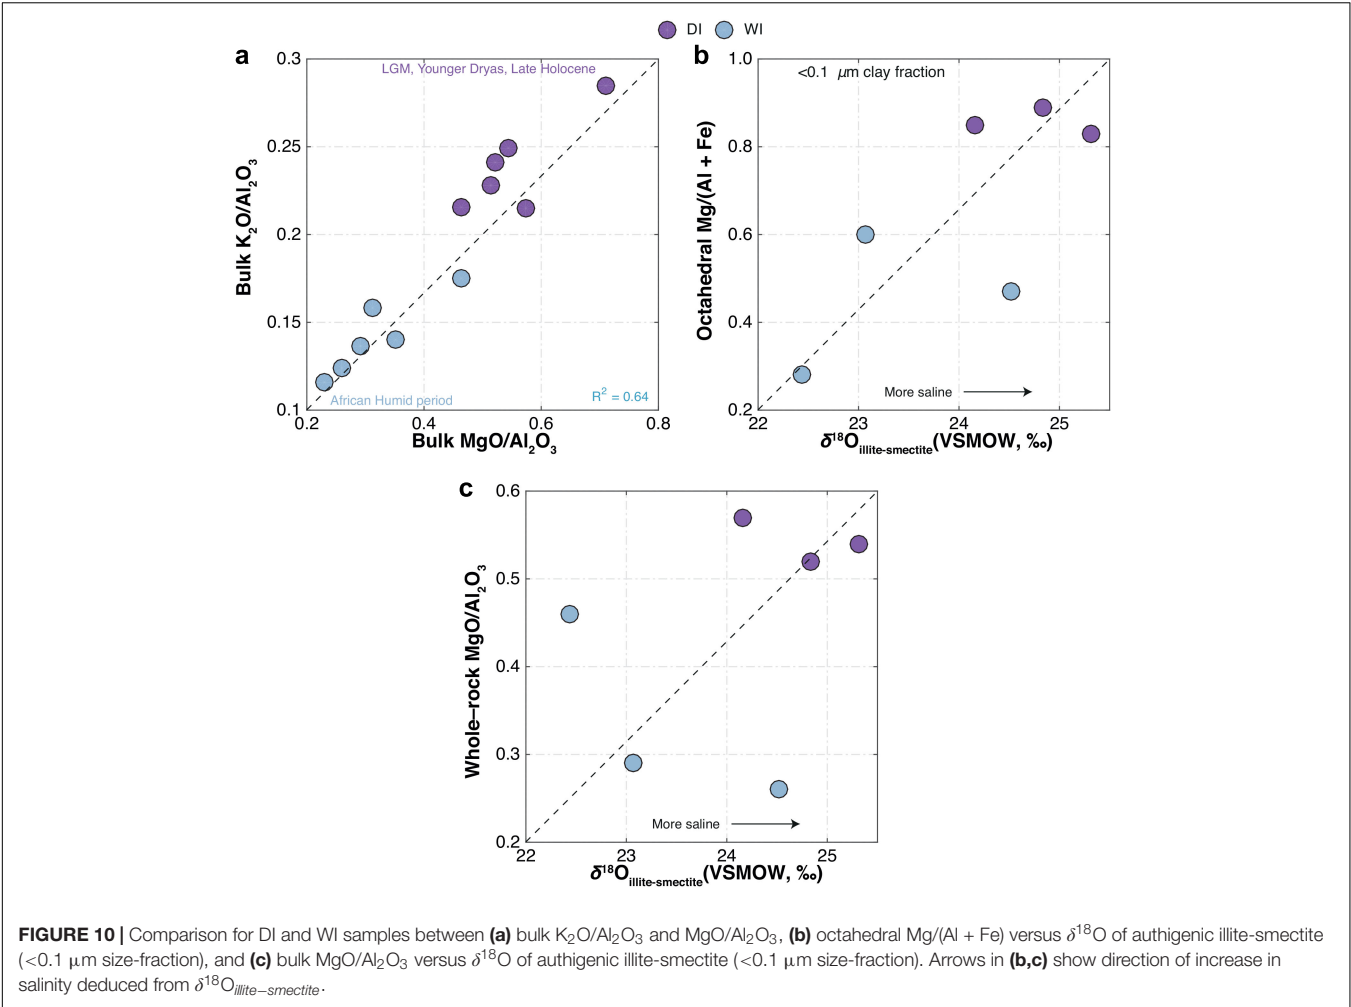 DI WI
a
0.3
LGM, Younger Dryas, Late Holocene
0.25
0.2
0.15
0.1
Bulk K2O/Al2O3
African Humid period
R2 = 0.64
0.2 0.4 0.6 0.8
Bulk MgO/Al2O3
b
1.0
<0.1 μm clay fraction
0.8
0.6
0.4
0.2
Octahedral Mg/(Al + Fe)
More saline
22 23 24 25
δ18Oillite-smectite(VSMOW, ‰)
c
0.6
0.5
0.4
0.3
0.2
Whole–rock MgO/Al2O3
More saline
22 23 24 25
δ18Oillite-smectite(VSMOW, ‰)
FIGURE 10 | Comparison for DI and WI samples between (a) bulk K2O/Al2O3 and MgO/Al2O3, (b) octahedral Mg/(Al + Fe) versus δ18O of authigenic illite-smectite
(<0.1 μm size-fraction), and (c) bulk MgO/Al2O3 versus δ18O of authigenic illite-smectite (<0.1 μm size-fraction). Arrows in (b,c) show direction of increase in
salinity deduced from δ18Oillite−smectite.